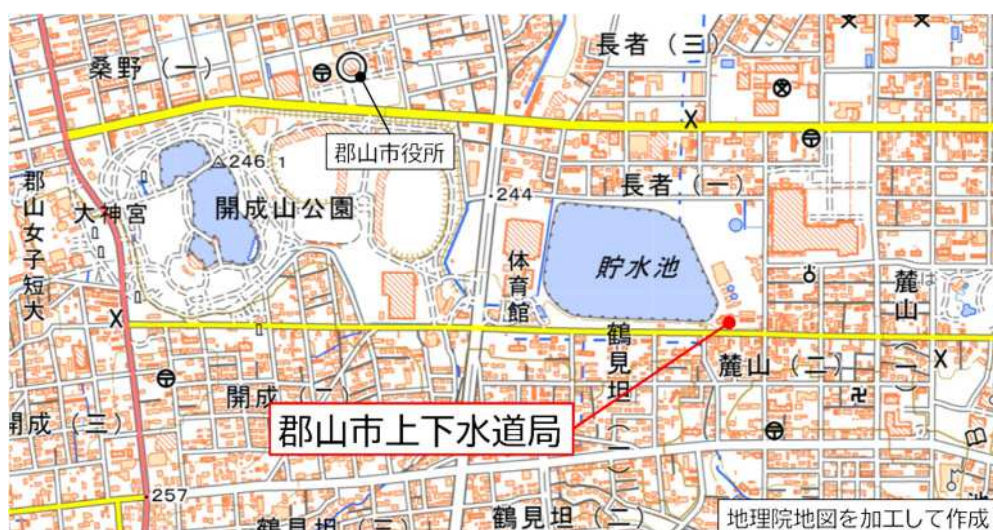 長者（三）
桑野（一）
郡山市役所
246.1
長者（一）
244
郡山女子短大
大神宮
開成山公園
体育館
貯水池
麓山（一）
鶴見坦（一）
麓山（二）
開成（二）
開成（三）
郡山市上下水道局
257
鶴見坦（三）
鶴見坦（二）
地理院地図を加工して作成